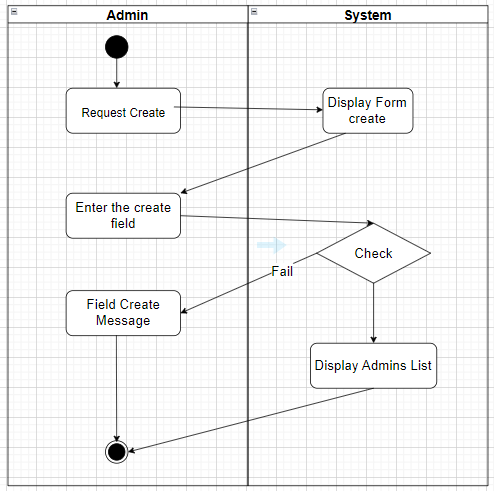 Admin
System
Request Create
Display Form
create
Enter the create
field
Check
Fail
Field Create
Message
Display Admins List